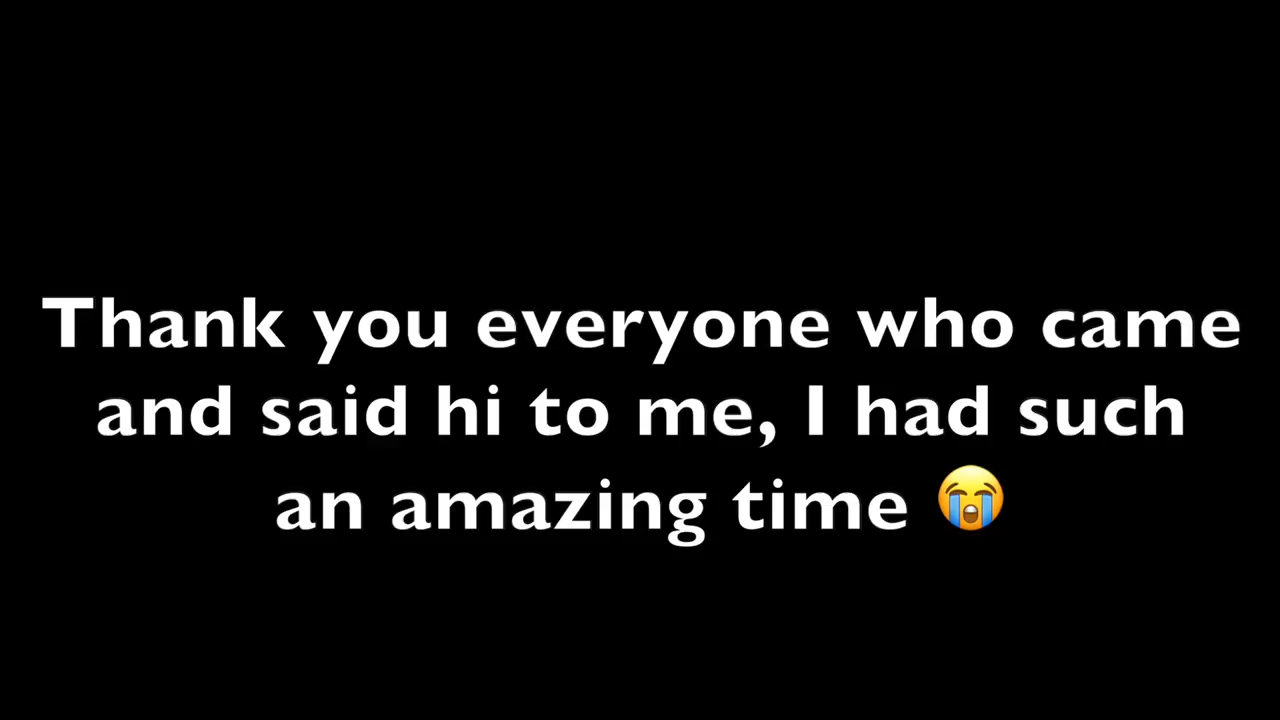 Thank you everyone who came
and said hi to me, I had such
an amazing time 😭